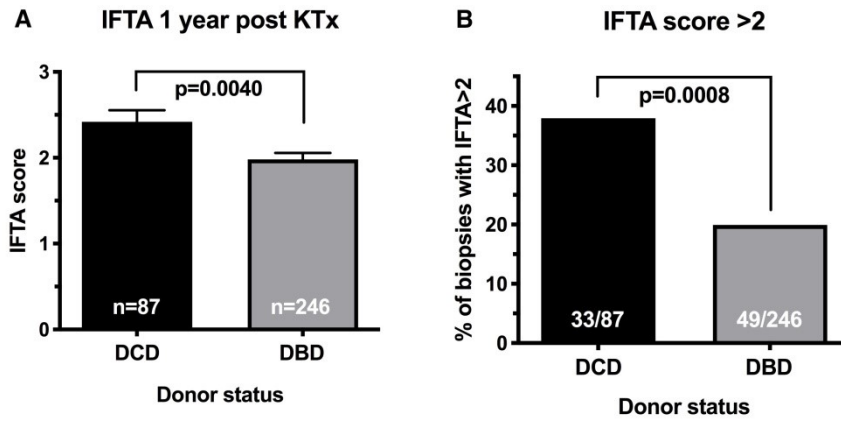 A IFTA 1 year post KTx
IFTA score
3
2
1
0
p=0.0040
n=87
n=246
DCD
DBD
Donor status
B IFTA score >2
% of biopsies with IFTA>2
40
30
20
10
0
p=0.0008
33/87
49/246
DCD
DBD
Donor status